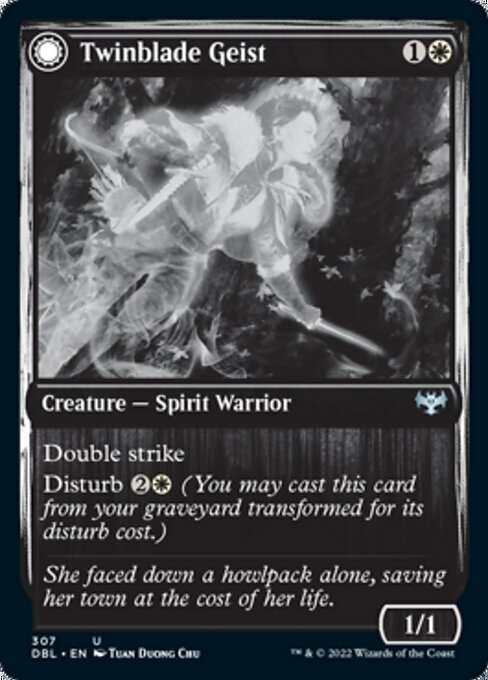 Twinblade Geist 1
Creature — Spirit Warrior
Double strike
Disturb 2 (You may cast this card
from your graveyard transformed for its
disturb cost.)
She faced down a howlpack alone, saving
her town at the cost of her life.
1/1
307 U
DBL • EN Tuan Duong Chu
™ & © 2022 Wizards of the Coast